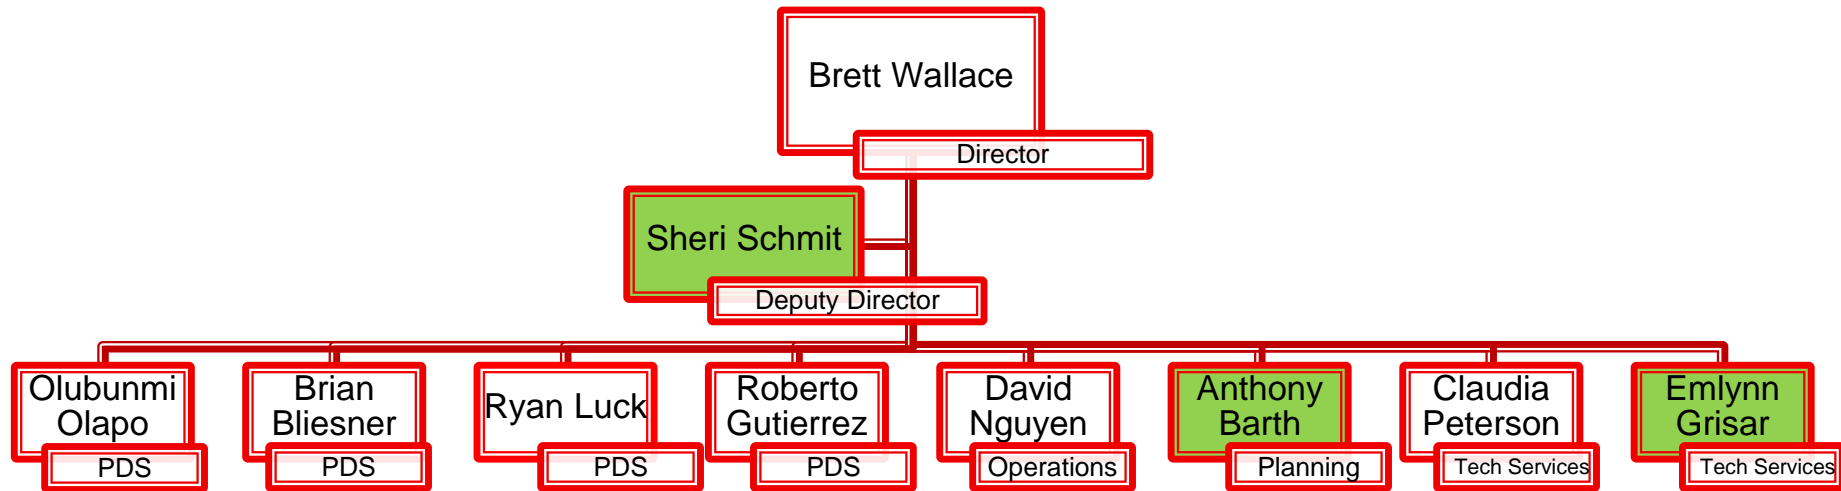 Brett Wallace
Director
Sheri Schmit
Deputy Director
Olubunmi
Olapo
PDS
Brian
Bliesner
PDS
Ryan Luck
PDS
Roberto
Gutierrez
PDS
David
Nguyen
Operations
Anthony
Barth
Planning
Claudia
Peterson
Tech Services
Emlynn
Grisar
Tech Services